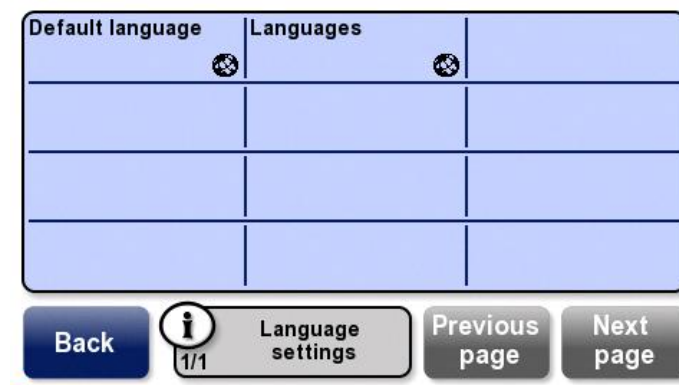 Default language
Languages
Back
i
1/1
Language
settings
Previous
page
Next
page